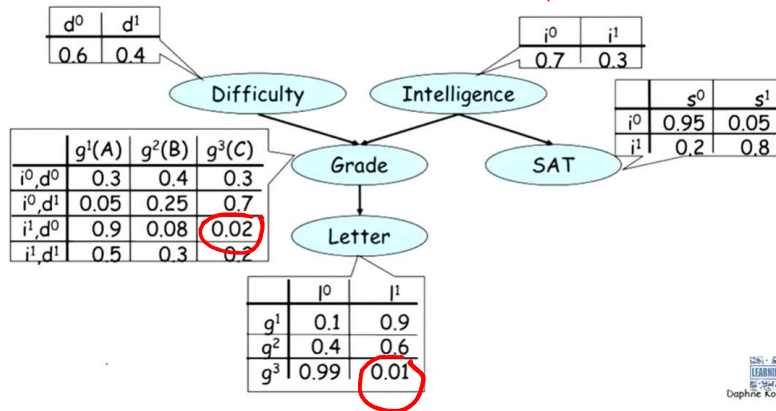 d⁰ d¹
0.6 0.4
i⁰ i¹
0.7 0.3
Difficulty
Intelligence
s⁰ s¹
i⁰ 0.95 0.05
i¹ 0.2 0.8
g¹(A) g²(B) g³(C)
i⁰,d⁰ 0.3 0.4 0.3
i⁰,d¹ 0.05 0.25 0.7
i¹,d⁰ 0.9 0.08 0.02
i¹,d¹ 0.5 0.3 0.2
Grade
SAT
Letter
l⁰ l¹
g¹ 0.1 0.9
g² 0.4 0.6
g³ 0.99 0.01
Daphne